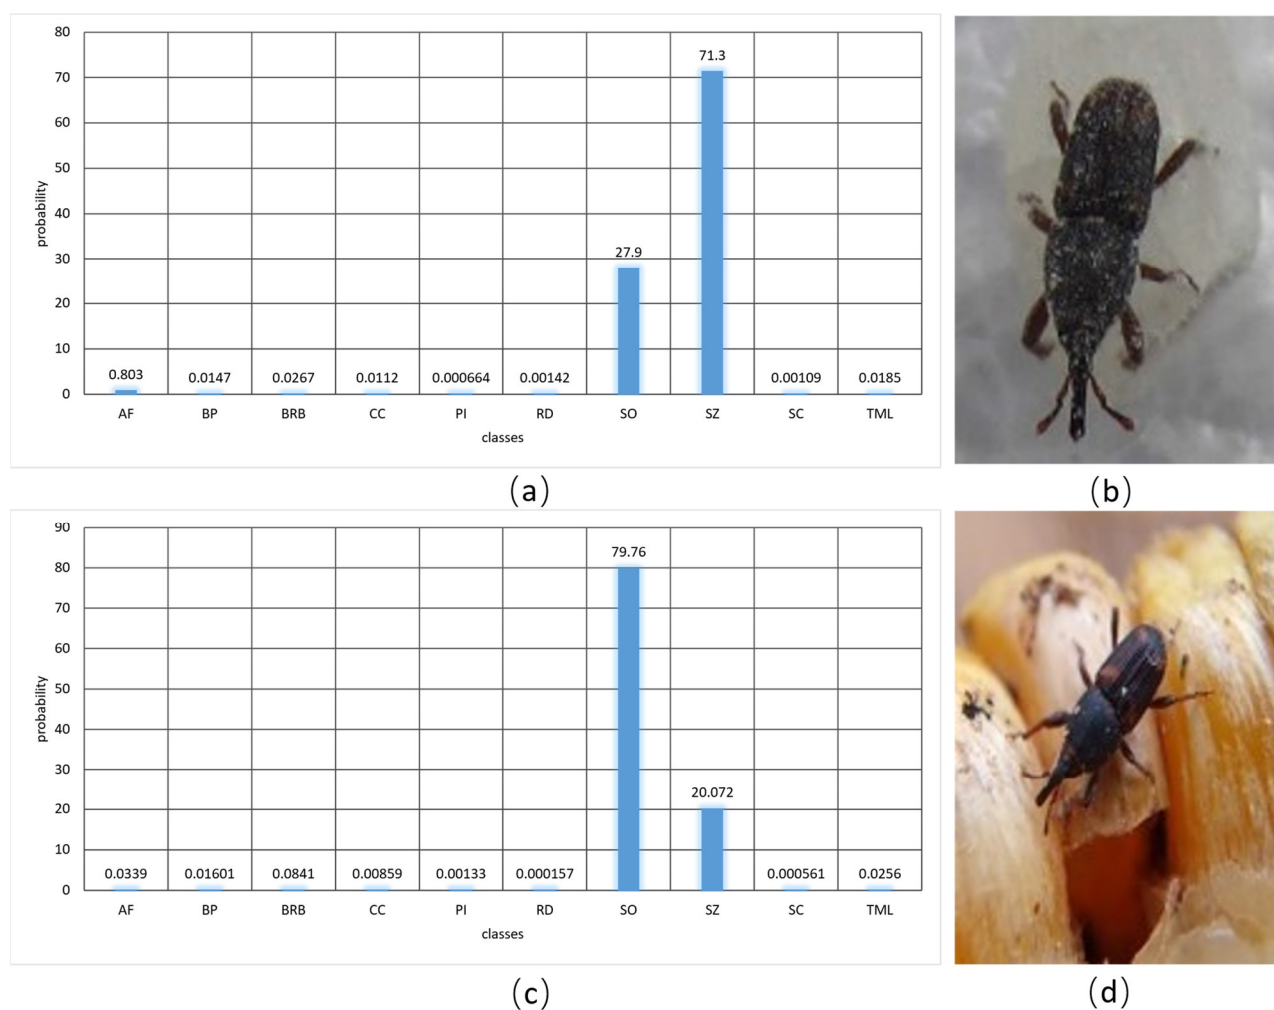 80
71.3
70
60
50
probability
40
30
27.9
20
10
0.803 0.0147 0.0267 0.0112 0.000664 0.00142 0.00109 0.0185
0
AF BP BRB CC PI RD SO SZ SC TML
classes
(a) (b)
90
79.76
80
70
60
50
probability
40
30
20.072
20
10
0.0339 0.01601 0.0841 0.00859 0.00133 0.000157 0.000561 0.0256
0
AF BP BRB CC PI RD SO SZ SC TML
classes
(c) (d)